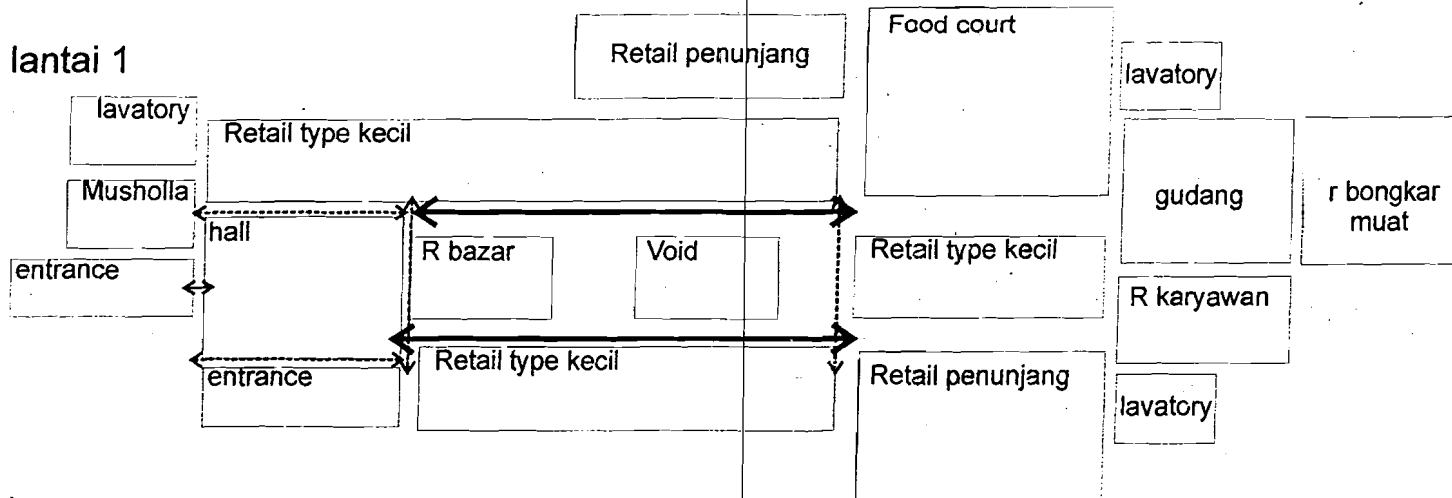 lantai 1
Retail penunjang
Food court
lavatory
lavatory
Retail type kecil
Musholla
hall
gudang
r bongkar
muat
entrance
R bazar
Void
Retail type kecil
R karyawan
entrance
Retail type kecil
Retail penunjang
lavatory